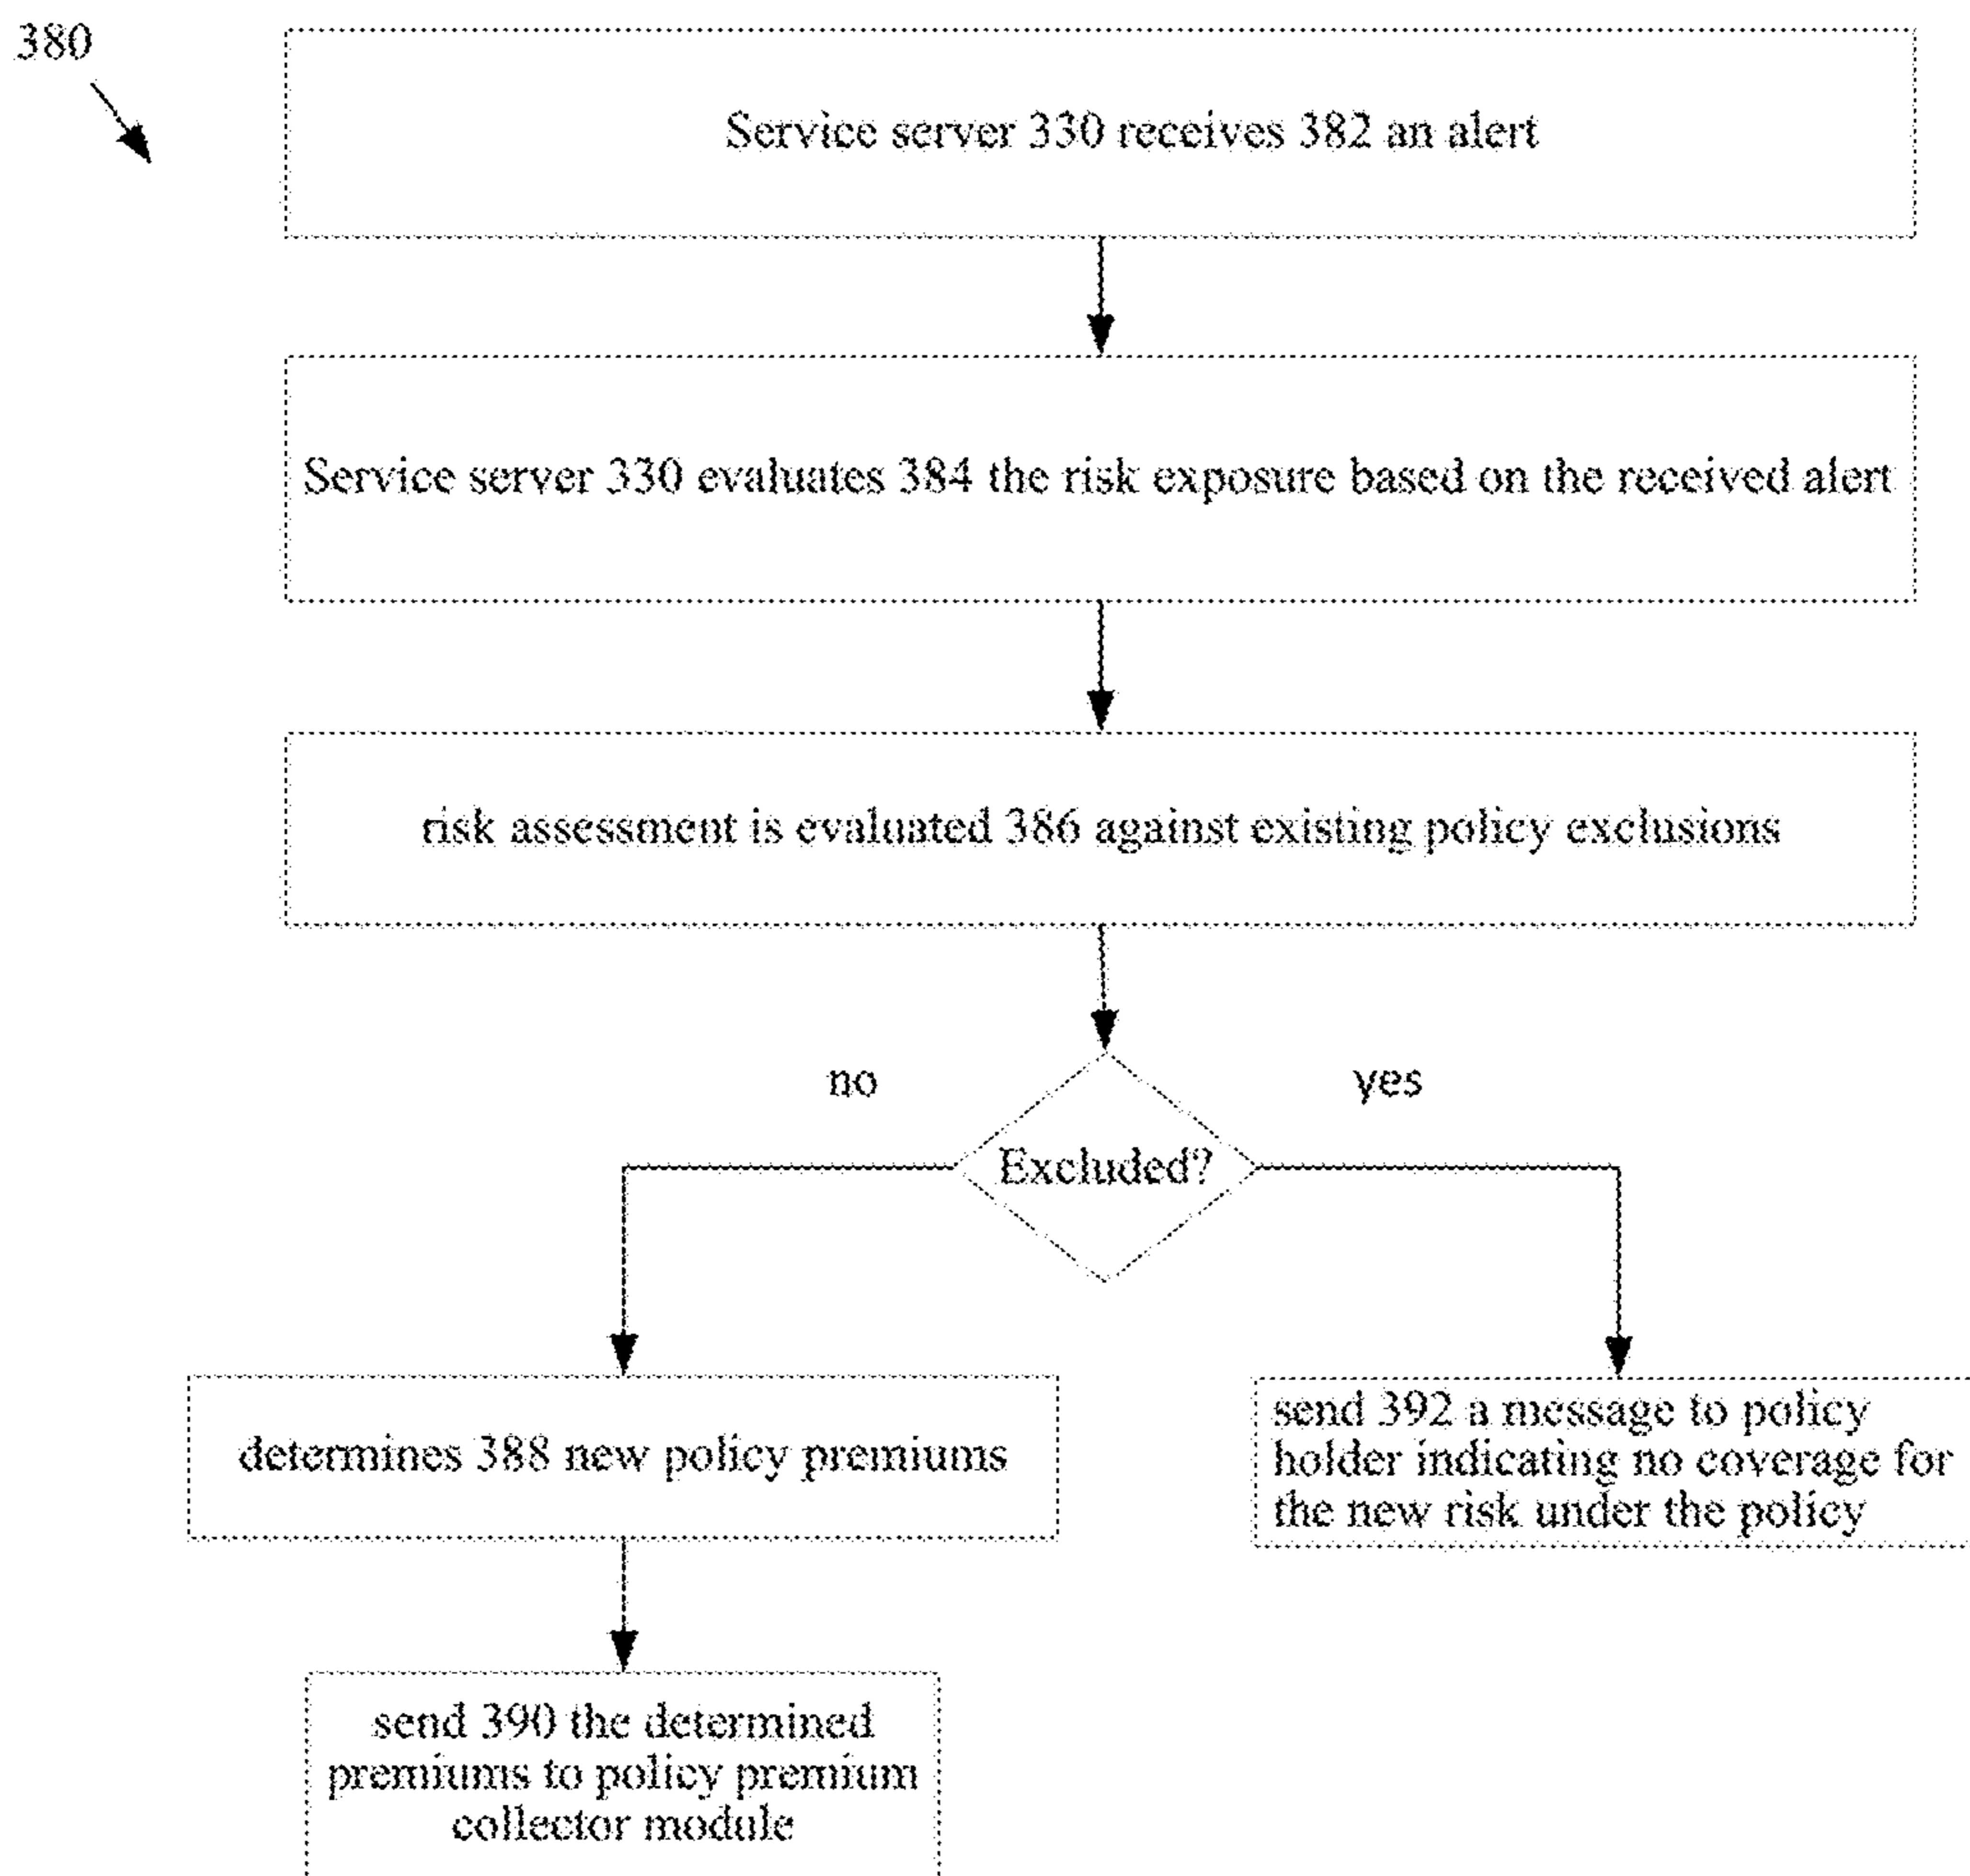 380
Service server 330 receives 382 an alert
Service server 330 evaluates 384 the risk exposure based on the received alert
risk assessment is evaluated 386 against existing policy exclusions
no
yes
Excluded?
determines 388 new policy premiums
send 392 a message to policy
holder indicating no coverage for
the new risk under the policy
send 390 the determined
premiums to policy premium
collector module